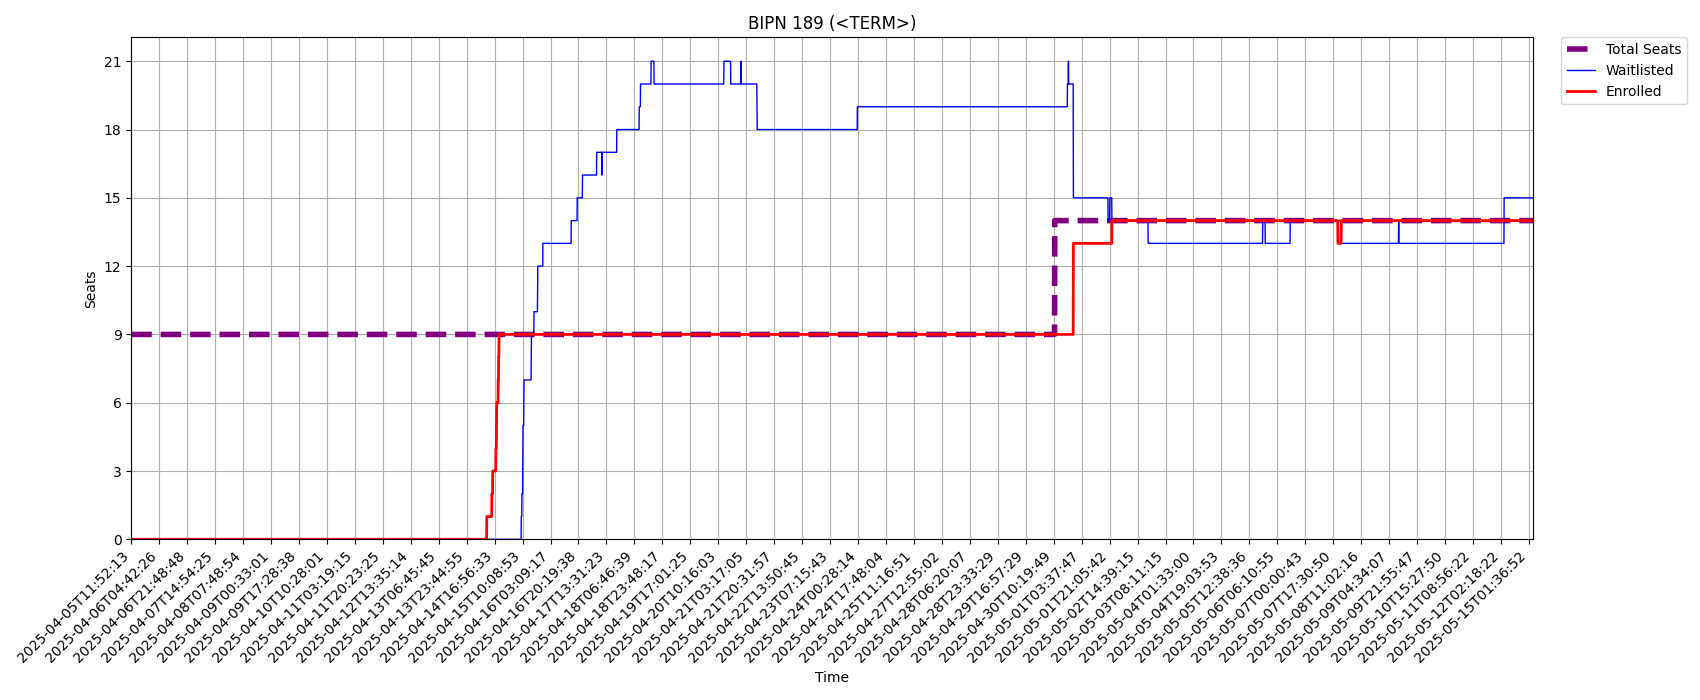 BIPN 189 (<TERM>)
Total Seats
Waitlisted
Enrolled
21
18
15
12
9
6
3
0
Seats
2025-04-05T11:52:13
2025-04-06T04:42:26
2025-04-06T21:48:48
2025-04-07T14:54:25
2025-04-08T07:48:54
2025-04-09T00:33:01
2025-04-09T17:28:38
2025-04-10T10:28:01
2025-04-11T03:19:15
2025-04-11T20:23:25
2025-04-12T13:35:14
2025-04-13T06:45:45
2025-04-13T23:44:55
2025-04-14T16:56:33
2025-04-15T10:08:53
2025-04-16T03:09:17
2025-04-16T20:19:38
2025-04-17T13:31:23
2025-04-18T06:46:39
2025-04-18T23:48:17
2025-04-19T17:01:25
2025-04-20T10:16:03
2025-04-21T03:17:05
2025-04-21T20:31:57
2025-04-22T13:50:45
2025-04-23T07:15:43
2025-04-24T00:28:14
2025-04-24T17:48:04
2025-04-25T11:16:51
2025-04-27T12:55:02
2025-04-28T06:20:07
2025-04-28T23:33:29
2025-04-29T16:57:29
2025-04-30T10:19:49
2025-05-01T03:37:47
2025-05-01T21:05:42
2025-05-02T14:39:15
2025-05-03T08:11:15
2025-05-04T01:33:00
2025-05-04T19:03:53
2025-05-05T12:38:36
2025-05-06T06:10:55
2025-05-07T00:00:43
2025-05-07T17:30:50
2025-05-08T11:02:16
2025-05-09T04:34:07
2025-05-09T21:55:47
2025-05-10T15:27:50
2025-05-11T08:56:22
2025-05-12T02:18:22
2025-05-15T01:36:52
Time